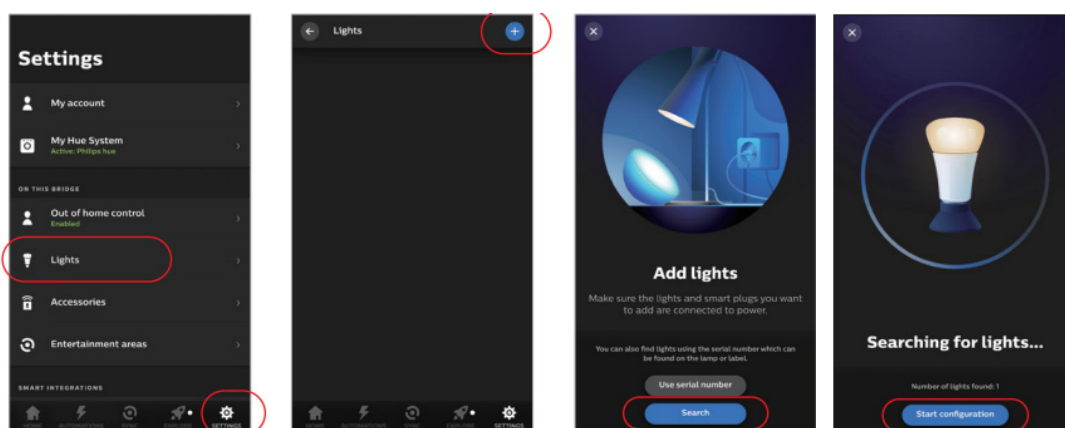 Settings
My account
My Hue System
Active: Philips hue
ON THIS BRIDGE
Out of home control
Enabled
Lights
Accessories
Entertainment areas
SMART INTEGRATIONS
HOME AUTOMATIONS SYNC EXPLORE SETTINGS
Lights
HOME AUTOMATIONS SYNC EXPLORE SETTINGS
Add lights
Make sure the lights and smart plugs you want
to add are connected to power.
You can also find lights using the serial number which can
be found on the lamp or label.
Use serial number
Search
Searching for lights...
Number of lights found: 1
Start configuration